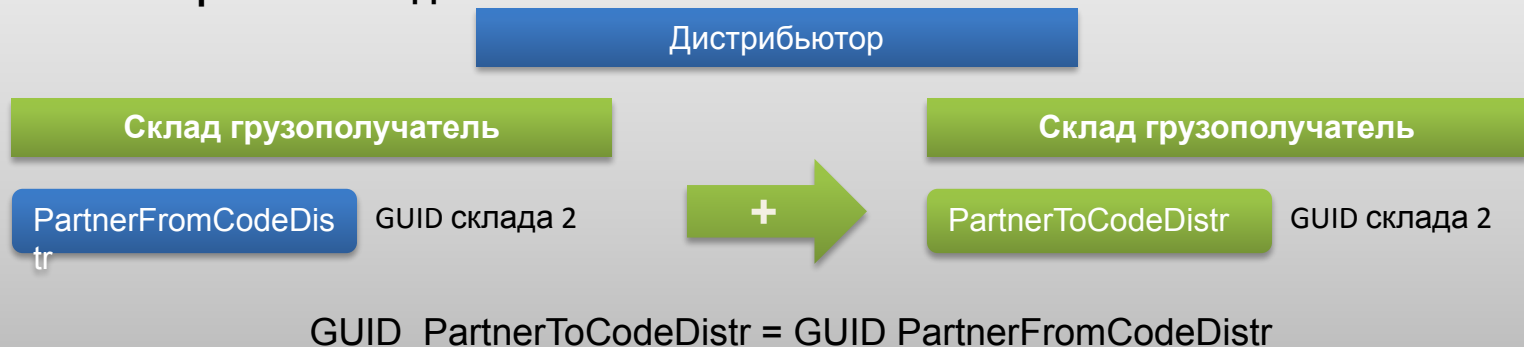 Дистрибьютор
Склад грузополучатель
Склад грузополучатель
PartnerFromCodeDis
tr
GUID склада 2
+
PartnerToCodeDistr
GUID склада 2
GUID PartnerToCodeDistr = GUID PartnerFromCodeDistr